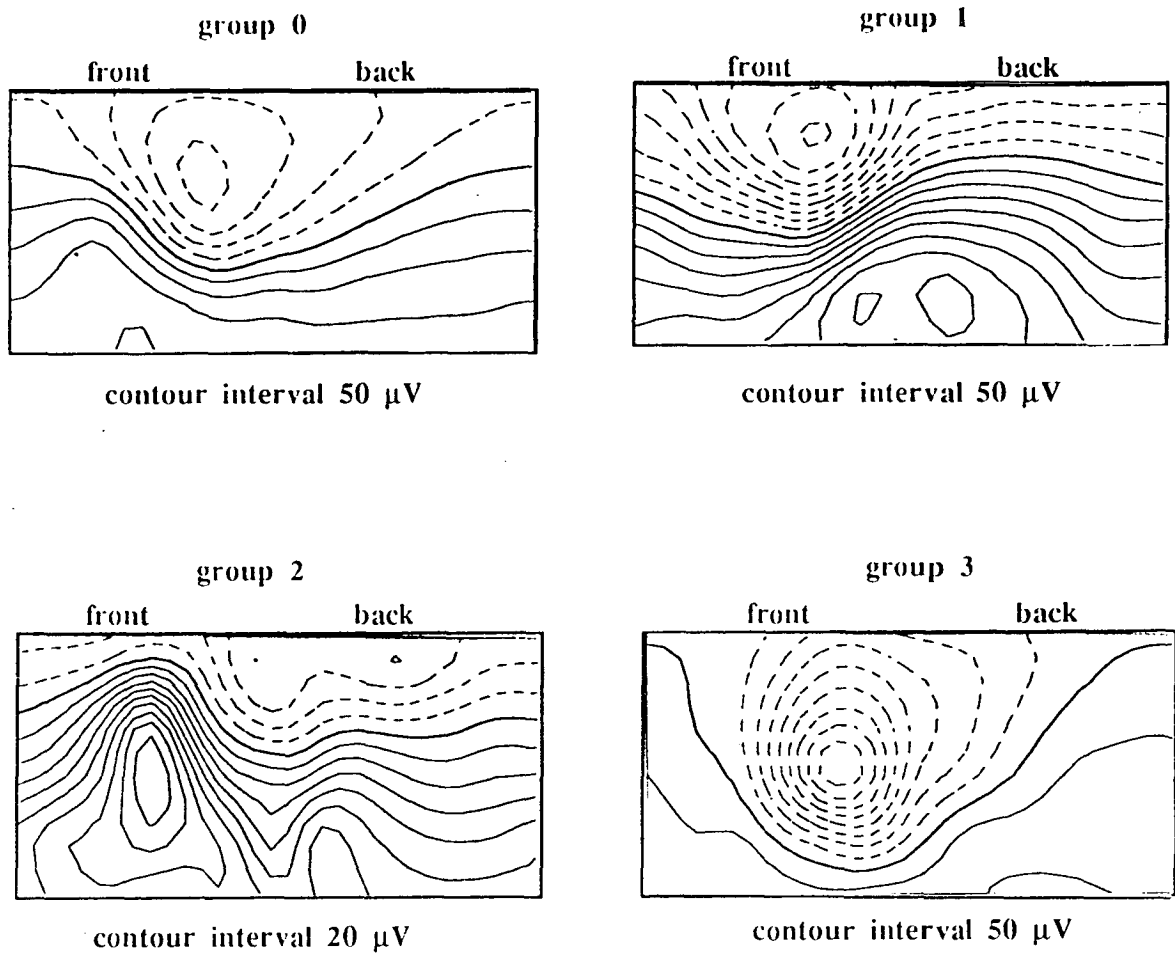 group 0
front back
contour interval 50 μV
group 1
front back
contour interval 50 μV
group 2
front back
contour interval 20 μV
group 3
front back
contour interval 50 μV